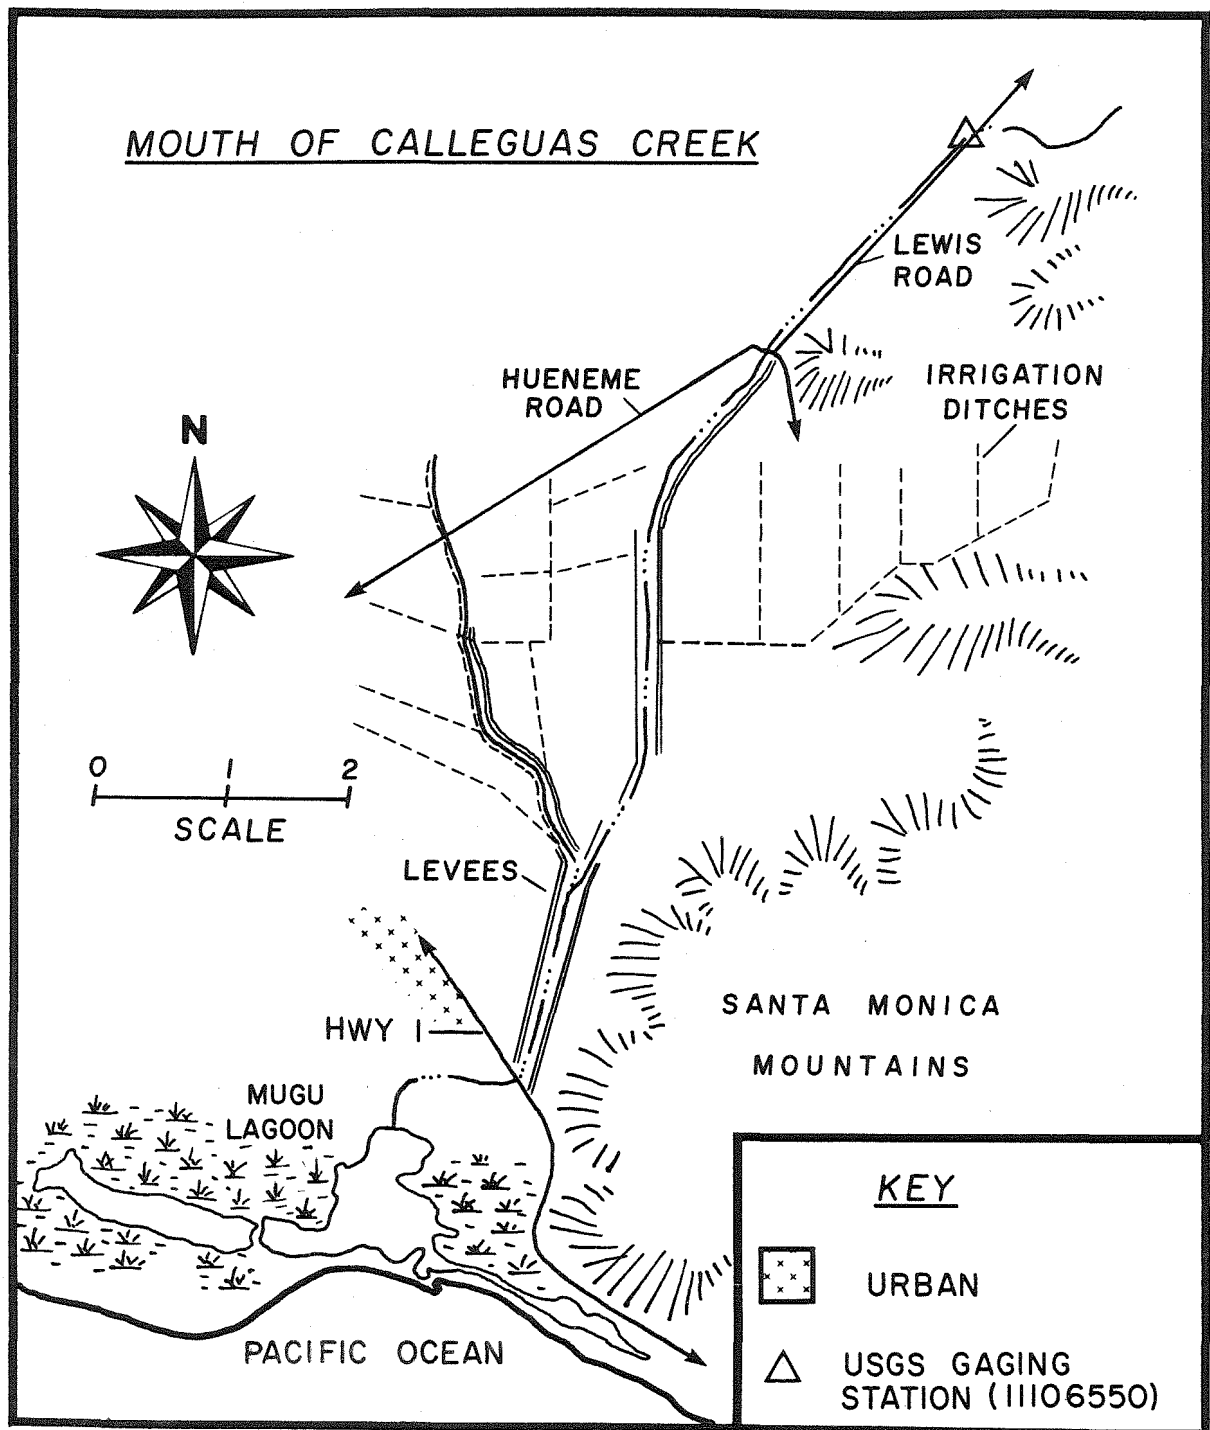 MOUTH OF CALLEGUAS CREEK
LEWIS
ROAD
HUENEME
ROAD
IRRIGATION
DITCHES
N
0 1 2
SCALE
LEVEES
HWY 1
SANTA MONICA
MOUNTAINS
MUGU
LAGOON
PACIFIC OCEAN
KEY
URBAN
USGS GAGING
STATION (11106550)